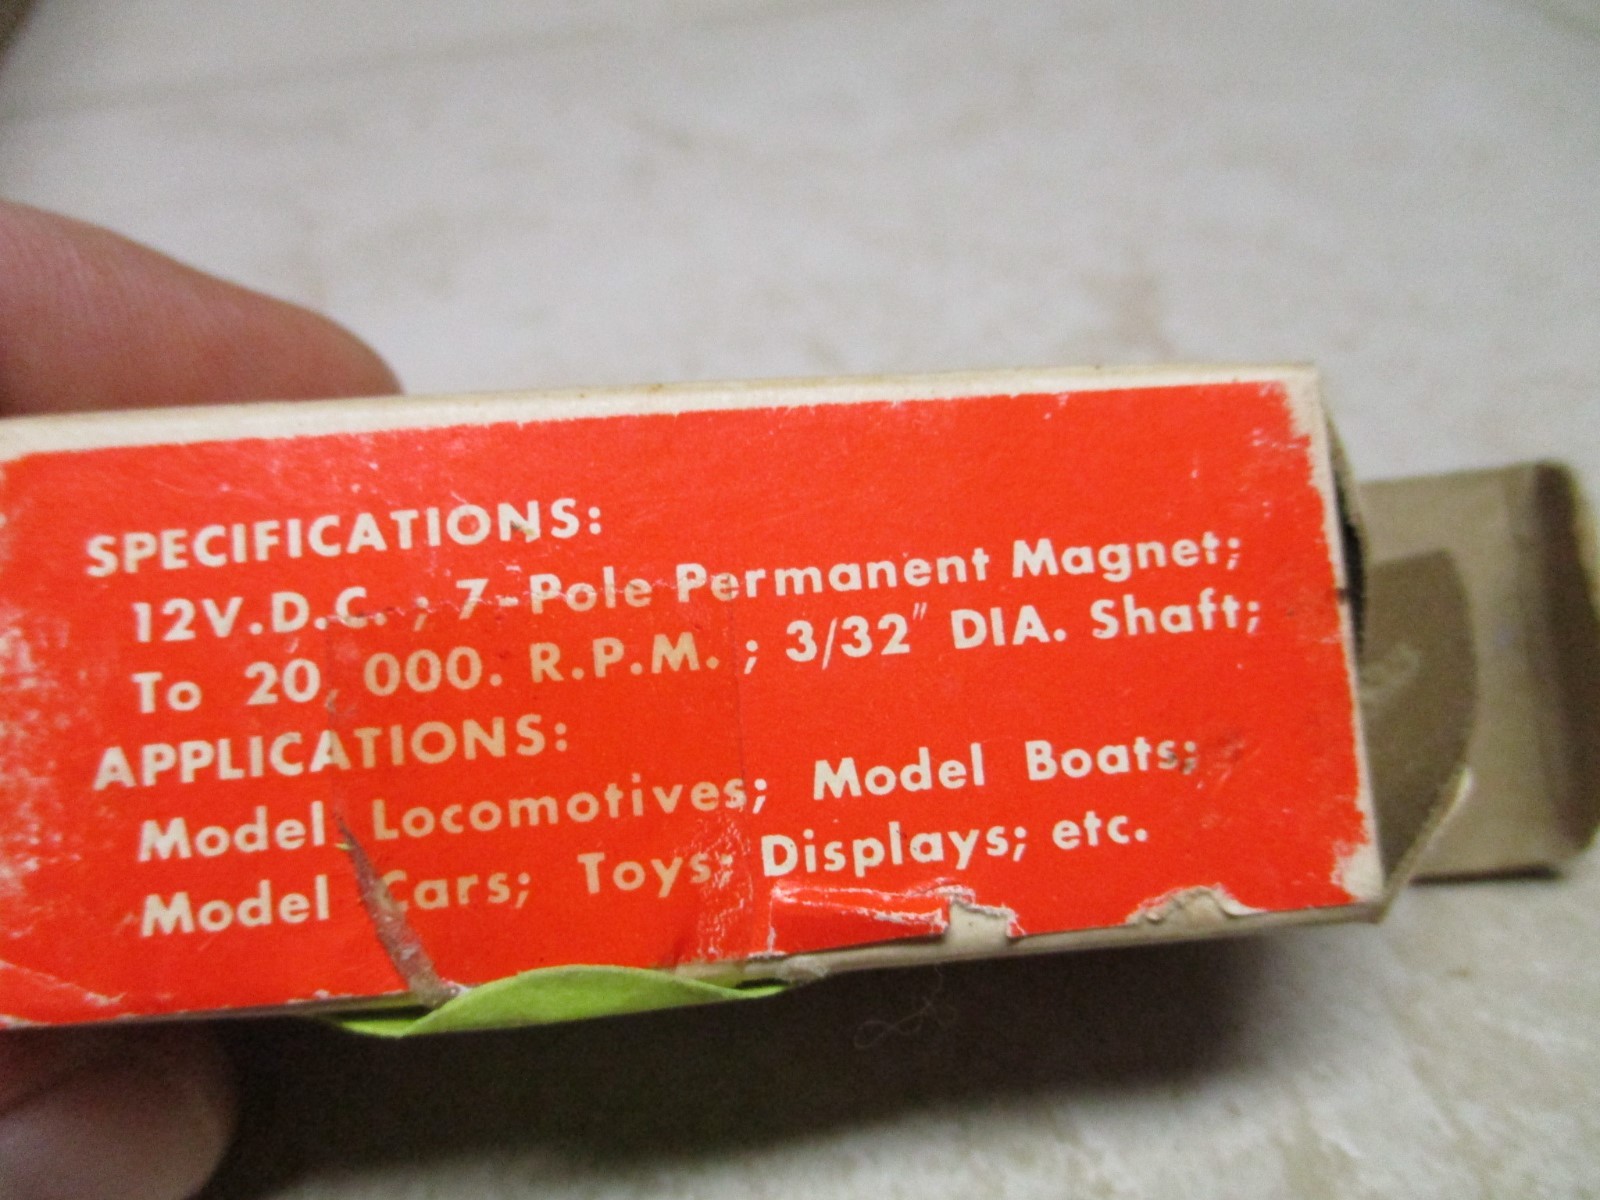 SPECIFICATIONS:
12V.D.C. ; 7-Pole Permanent Magnet;
To 20, 000. R.P.M. ; 3/32" DIA. Shaft;
APPLICATIONS:
Model Locomotives; Model Boats;
Model Cars; Toys; Displays; etc.